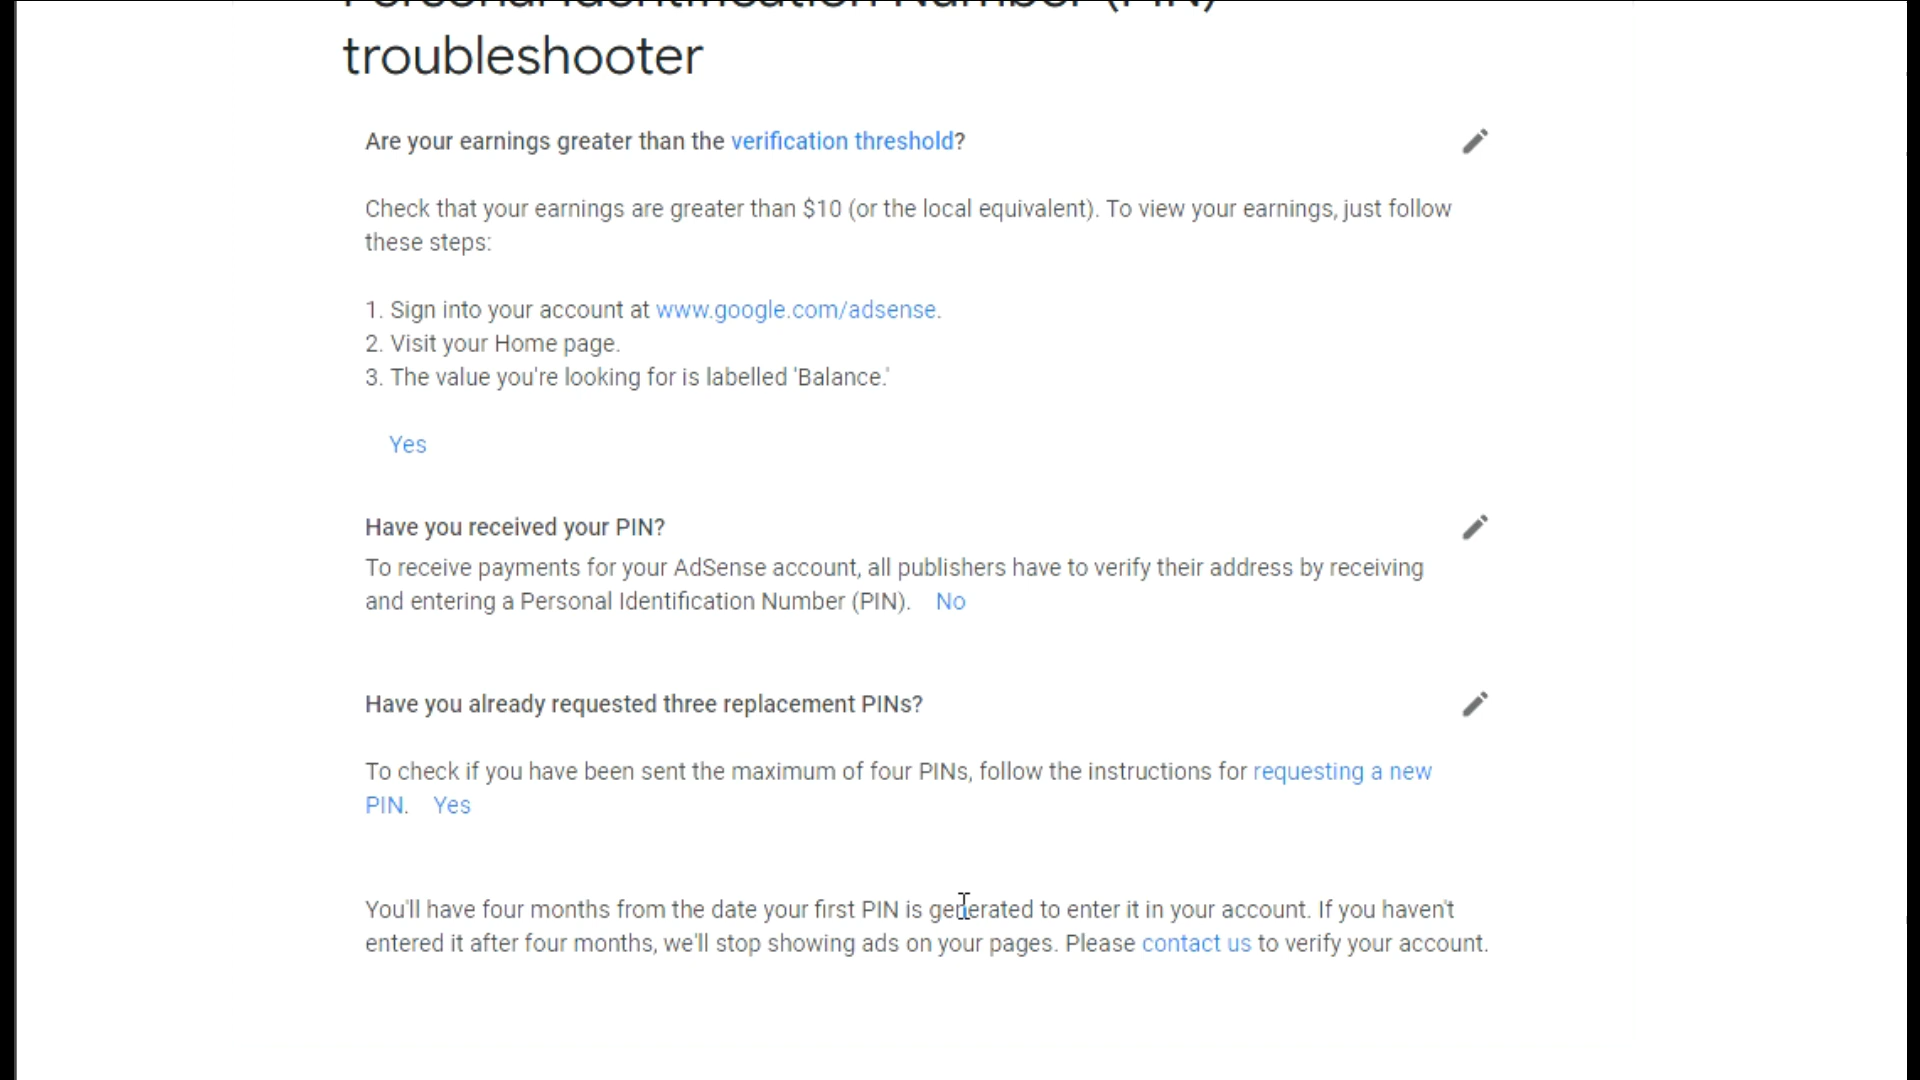 Personal Identification Number (PIN)
troubleshooter
Are your earnings greater than the verification threshold?
Check that your earnings are greater than $10 (or the local equivalent). To view your earnings, just follow
these steps:
1. Sign into your account at www.google.com/adsense.
2. Visit your Home page.
3. The value you're looking for is labelled 'Balance.'
Yes
Have you received your PIN?
To receive payments for your AdSense account, all publishers have to verify their address by receiving
and entering a Personal Identification Number (PIN). No
Have you already requested three replacement PINs?
To check if you have been sent the maximum of four PINs, follow the instructions for requesting a new
PIN. Yes
You'll have four months from the date your first PIN is generated to enter it in your account. If you haven't
entered it after four months, we'll stop showing ads on your pages. Please contact us to verify your account.